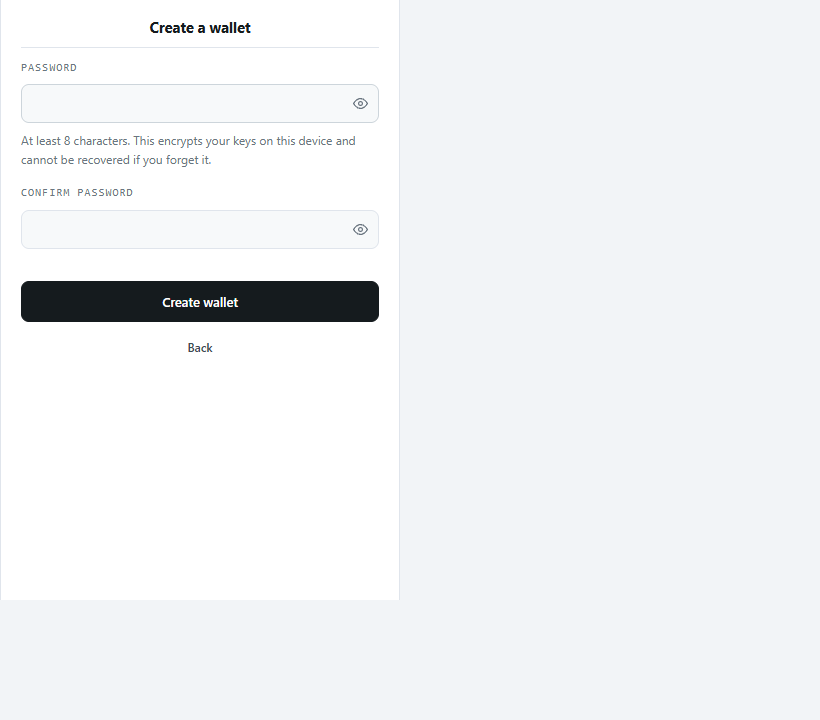 Create a wallet
PASSWORD
At least 8 characters. This encrypts your keys on this device and
cannot be recovered if you forget it.
CONFIRM PASSWORD
Create wallet
Back